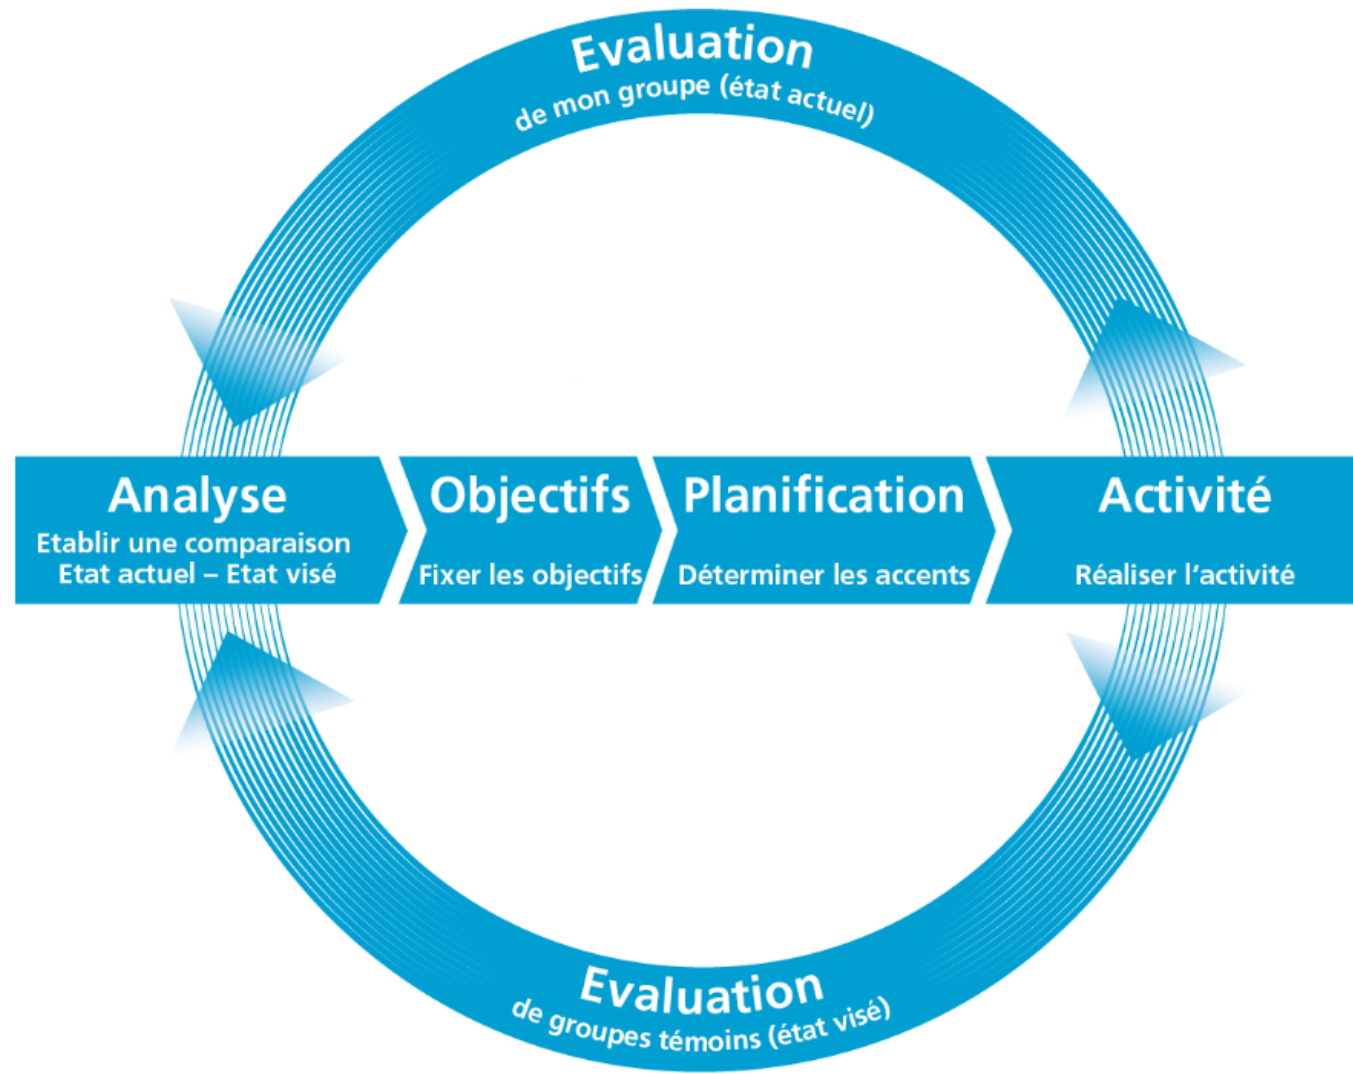 Evaluation
de mon groupe (état actuel)
Analyse
Etablir une comparaison
Etat actuel – Etat visé
Objectifs
Fixer les objectifs
Planification
Déterminer les accents
Activité
Réaliser l‘activité
Evaluation
de groupes témoins (état visé)